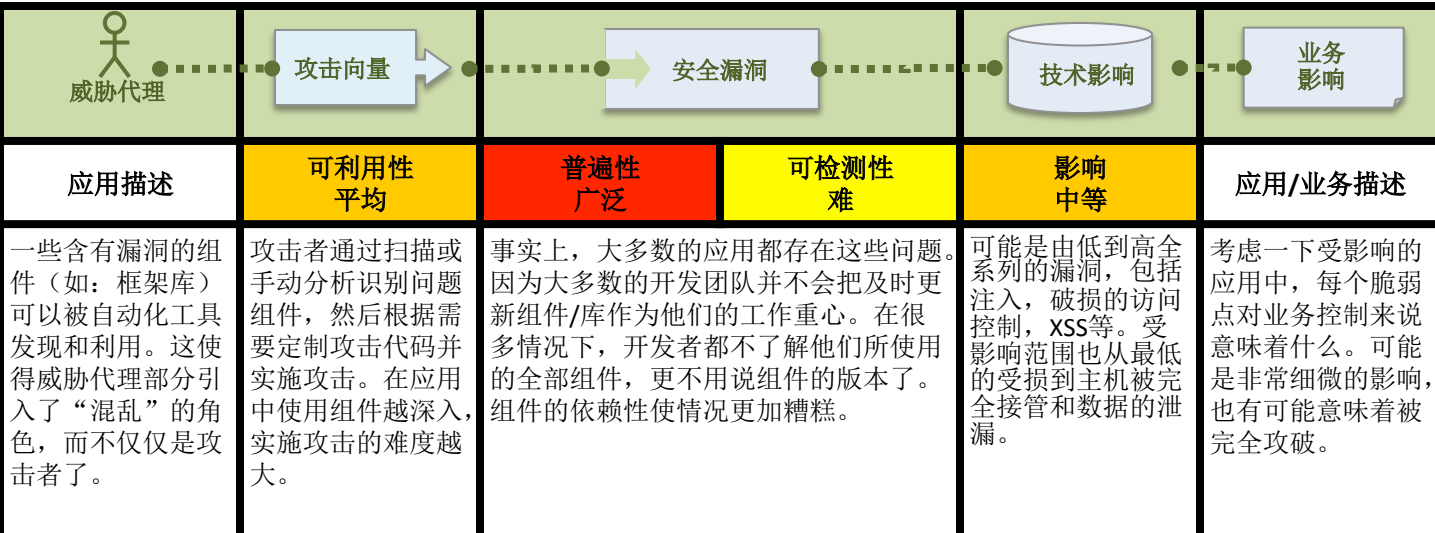 威胁代理
攻击向量
安全漏洞
技术影响
业务
影响
应用描述
可利用性
平均
普遍性
广泛
可检测性
难
影响
中等
应用/业务描述
一些含有漏洞的组
件（如：框架库）
可以被自动化工具
发现和利用。这使
得威胁代理部分引
入了“混乱”的角
色，而不仅仅是攻
击者了。
攻击者通过扫描或
手动分析识别问题
组件，然后根据需
要定制攻击代码并
实施攻击。在应用
中使用组件越深入，
实施攻击的难度越
大。
事实上，大多数的应用都存在这些问题。
因为大多数的开发团队并不会把及时更
新组件/库作为他们的工作重心。在很
多情况下，开发者都不了解他们所使用
的全部组件，更不用说组件的版本了。
组件的依赖性使情况更加糟糕。
可能是由低到高全
系列的漏洞，包括
注入，破损的访问
控制，XSS等。受
影响范围也从最低
的受损到主机被完
全接管和数据的泄
漏。
考虑一下受影响的
应用中，每个脆弱
点对业务控制来说
意味着什么。可能
是非常细微的影响，
也有可能意味着被
完全攻破。